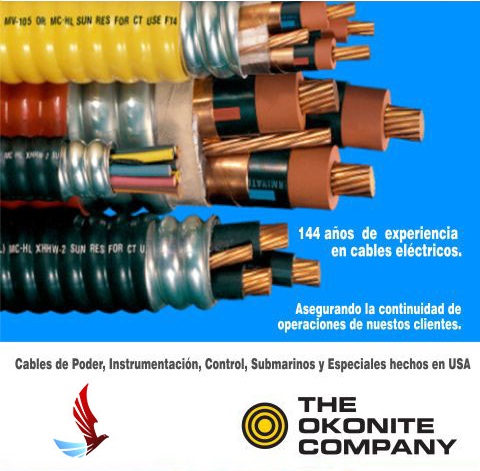 MV-105 OR MC-HL SUN RES FOR CT USE FT4
MC-HL XHHW-2 SUN
) MC-HL XHHW-2 SUN RES FOR CT U
144 años de experiencia
en cables eléctricos.
Asegurando la continuidad de
operaciones de nuestos clientes.
Cables de Poder, Instrumentación, Control, Submarinos y Especiales hechos en USA
THE
OKONITE
COMPANY